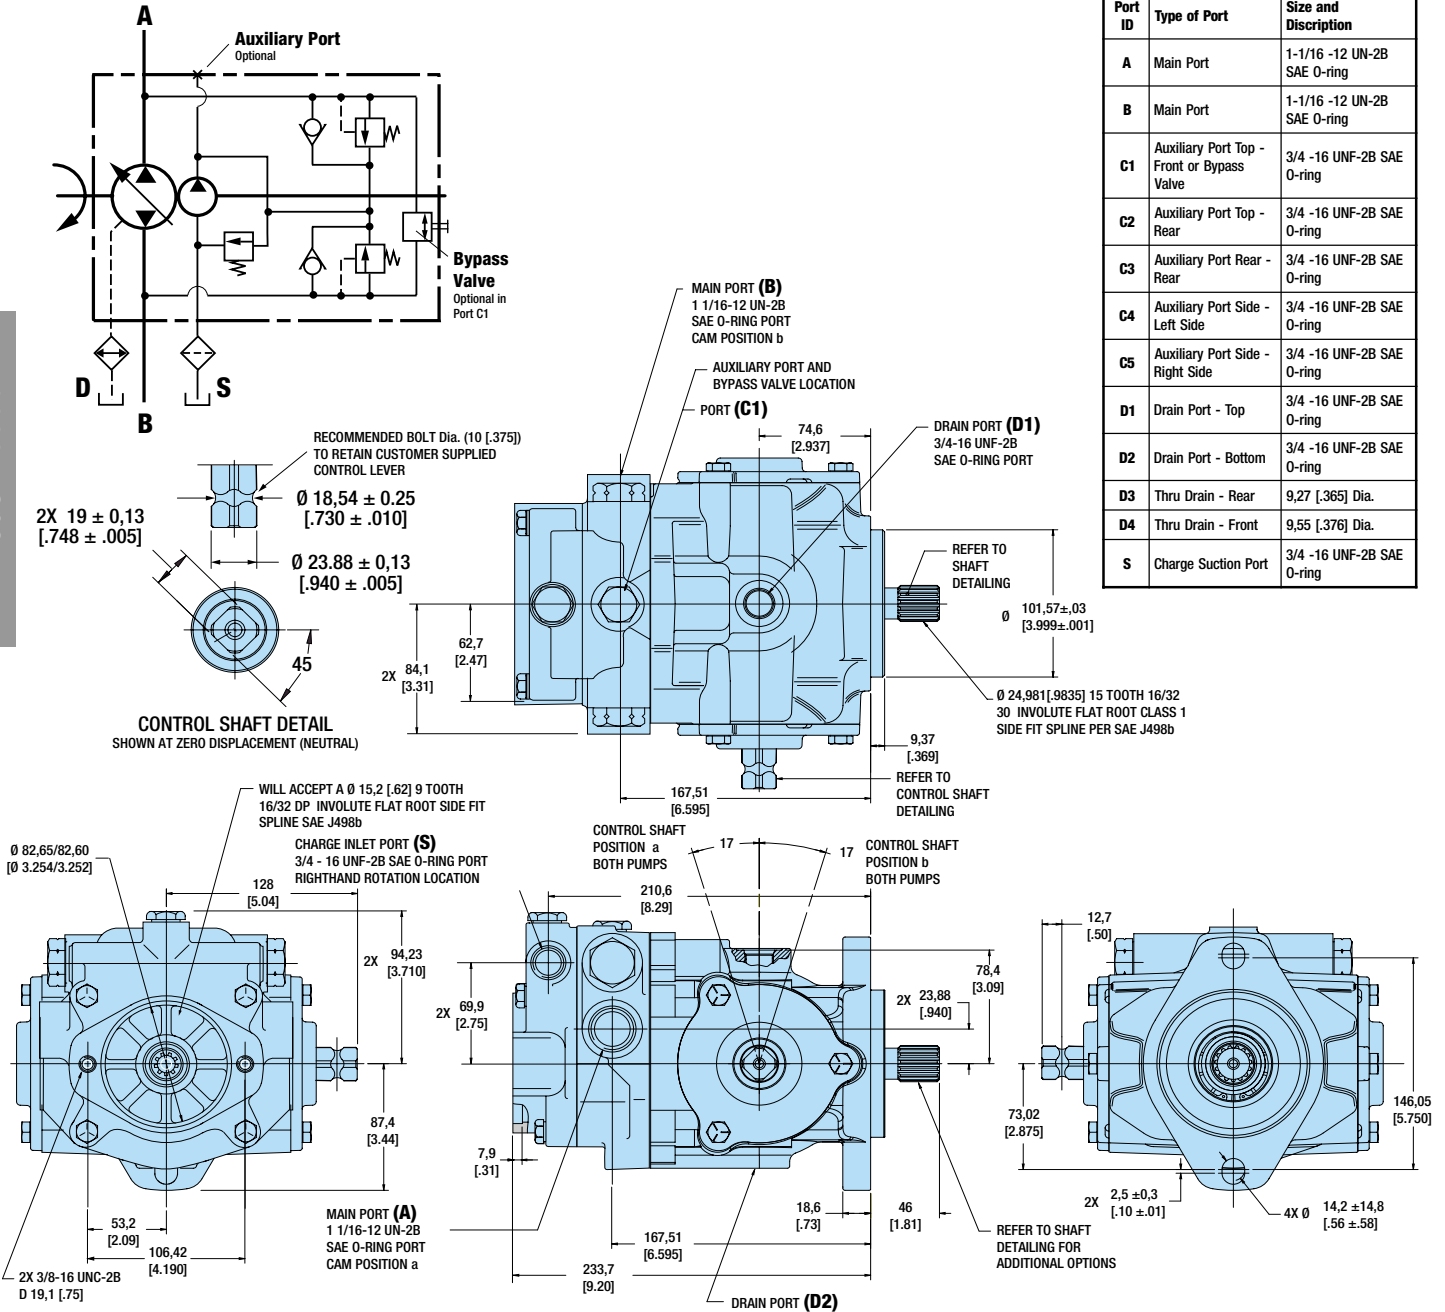 A
Auxiliary Port
Optional
Bypass
Valve
Optional in
Port C1
D
S
B
Port ID
Type of Port
Size and Discription
A
Main Port
1-1/16 -12 UN-2B
SAE O-ring
B
Main Port
1-1/16 -12 UN-2B
SAE O-ring
C1
Auxiliary Port Top -
Front or Bypass
Valve
3/4 -16 UNF-2B SAE
O-ring
C2
Auxiliary Port Top -
Rear
3/4 -16 UNF-2B SAE
O-ring
C3
Auxiliary Port Rear -
Rear
3/4 -16 UNF-2B SAE
O-ring
C4
Auxiliary Port Side -
Left Side
3/4 -16 UNF-2B SAE
O-ring
C5
Auxiliary Port Side -
Right Side
3/4 -16 UNF-2B SAE
O-ring
D1
Drain Port - Top
3/4 -16 UNF-2B SAE
O-ring
D2
Drain Port - Bottom
3/4 -16 UNF-2B SAE
O-ring
D3
Thru Drain - Rear
9,27 [.365] Dia.
D4
Thru Drain - Front
9,55 [.376] Dia.
S
Charge Suction Port
3/4 -16 UNF-2B SAE
O-ring
RECOMMENDED BOLT Dia. (10 [.375])
TO RETAIN CUSTOMER SUPPLIED
CONTROL LEVER
Ø 18,54 ± 0.25
[.730 ± .010]
2X 19 ± 0,13
[.748 ± .005]
Ø 23.88 ± 0,13
[.940 ± .005]
45
CONTROL SHAFT DETAIL
SHOWN AT ZERO DISPLACEMENT (NEUTRAL)
MAIN PORT (B)
1 1/16-12 UN-2B
SAE O-RING PORT
CAM POSITION b
AUXILIARY PORT AND
BYPASS VALVE LOCATION
PORT (C1)
74,6
[2.937]
DRAIN PORT (D1)
3/4-16 UNF-2B
SAE O-RING PORT
REFER TO
SHAFT
DETAILING
Ø 101,57±,03
[3.999±.001]
62,7
[2.47]
2X 84,1
[3.31]
Ø 24,981[.9835] 15 TOOTH 16/32
30 INVOLUTE FLAT ROOT CLASS 1
SIDE FIT SPLINE PER SAE J498b
9,37
[.369]
REFER TO
CONTROL SHAFT
DETAILING
167,51
[6.595]
WILL ACCEPT A Ø 15,2 [.62] 9 TOOTH
16/32 DP INVOLUTE FLAT ROOT SIDE FIT
SPLINE SAE J498b
Ø 82,65/82,60
[Ø 3.254/3.252]
CHARGE INLET PORT (S)
3/4 - 16 UNF-2B SAE O-RING PORT
RIGHTHAND ROTATION LOCATION
128
[5.04]
2X 94,23
[3.710]
87,4
[3.44]
53,2
[2.09]
106,42
[4.190]
2X 3/8-16 UNC-2B
D 19,1 [.75]
CONTROL SHAFT
POSITION a
BOTH PUMPS
17
17
CONTROL SHAFT
POSITION b
BOTH PUMPS
210,6
[8.29]
2X 69,9
[2.75]
78,4
[3.09]
2X 23,88
[.940]
7,9
[.31]
MAIN PORT (A)
1 1/16-12 UN-2B
SAE O-RING PORT
CAM POSITION a
18,6
[.73]
46
[1.81]
167,51
[6.595]
233,7
[9.20]
DRAIN PORT (D2)
REFER TO SHAFT
DETAILING FOR
ADDITIONAL OPTIONS
12,7
[.50]
73,02
[2.875]
146,05
[5.750]
2X 2,5 ±0,3
[.10 ±.01]
4X Ø 14,2 ±14,8
[.56 ±.58]